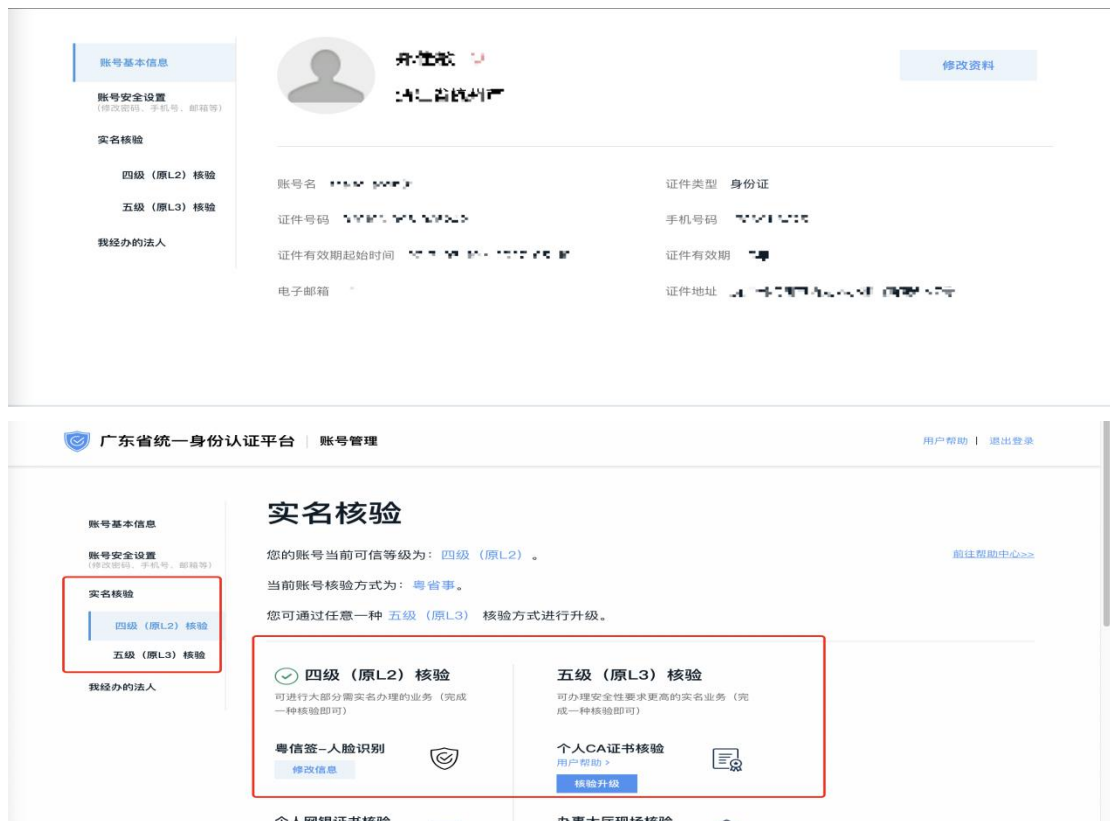 账号基本信息
修改资料
账号安全设置
(修改密码、手机号、邮箱等)
实名核验
四级（原L2）核验
五级（原L3）核验
我经办的法人
账号名
证件类型 身份证
证件号码
手机号码
证件有效期起始时间
证件有效期
电子邮箱
证件地址
广东省统一身份认证平台 | 账号管理
用户帮助 | 退出登录
账号基本信息
账号安全设置
(修改密码、手机号、邮箱等)
实名核验
四级（原L2）核验
五级（原L3）核验
我经办的法人
实名核验
您的账号当前可信等级为：四级（原L2）。
前往帮助中心>>
当前账号核验方式为：粤省事。
您可通过任意一种 五级（原L3） 核验方式进行升级。
四级（原L2）核验
可进行大部分需实名办理的业务（完成
一种核验即可）
粤信签–人脸识别
修改信息
五级（原L3）核验
可办理安全性要求更高的实名业务（完
成一种核验即可）
个人CA证书核验
用户帮助 >
核验升级
个人网银证书核验
办事大厅现场核验